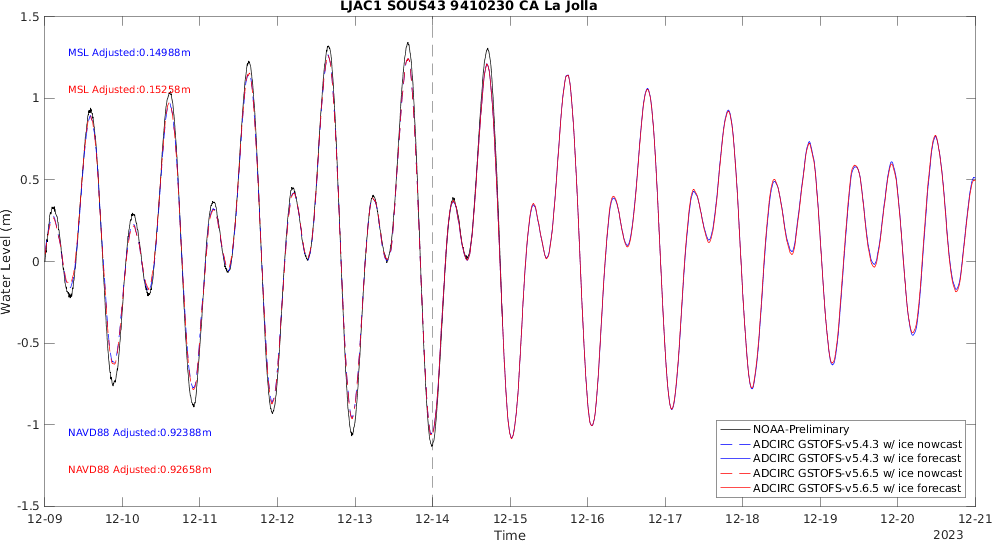 LJAC1 SOUS43 9410230 CA La Jolla
1.5
MSL Adjusted:0.14988m
MSL Adjusted:0.15258m
1
0.5
Water Level (m)
0
-0.5
-1
NAVD88 Adjusted:0.92388m
NAVD88 Adjusted:0.92658m
-1.5
NOAA-Preliminary
ADCIRC GSTOFS-v5.4.3 w/ ice nowcast
ADCIRC GSTOFS-v5.4.3 w/ ice forecast
ADCIRC GSTOFS-v5.6.5 w/ ice nowcast
ADCIRC GSTOFS-v5.6.5 w/ ice forecast
12-09 12-10 12-11 12-12 12-13 12-14 12-15 12-16 12-17 12-18 12-19 12-20 12-21
Time
2023